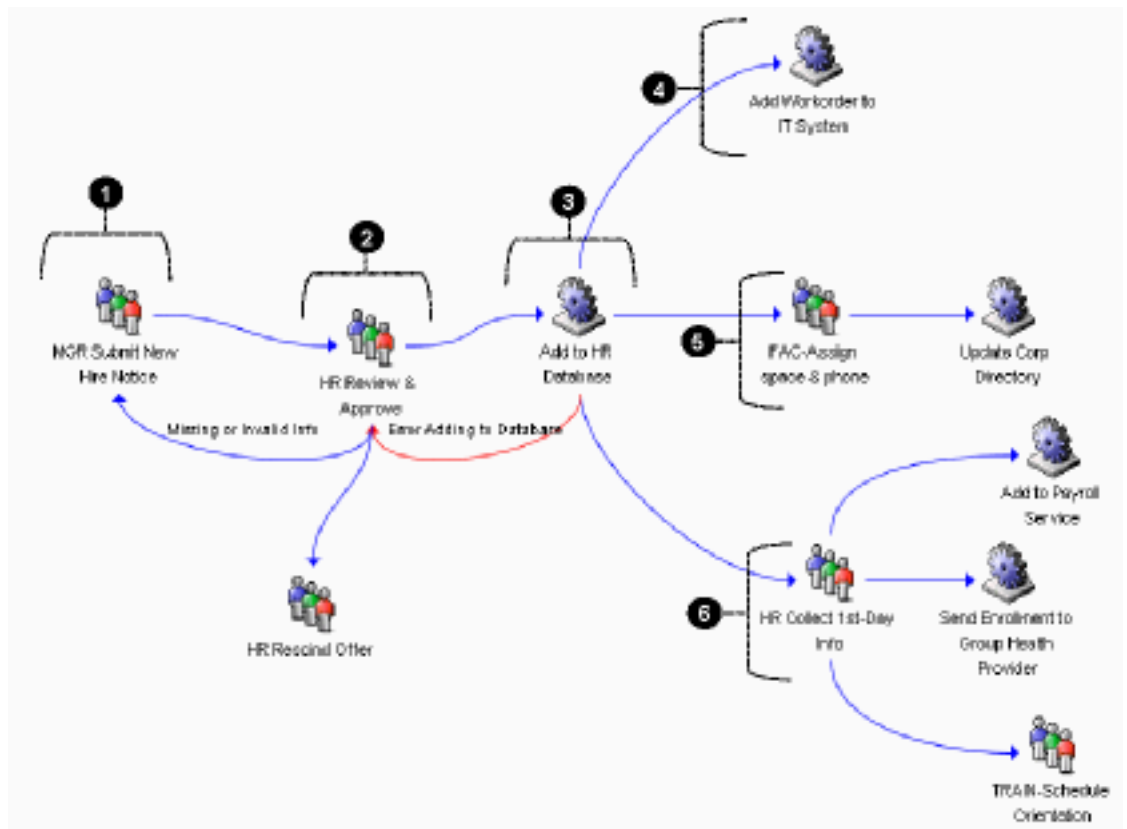 4
Add Workorder to
IT System
1
3
2
MGR Submit New
Hire Notice
HR Review &
Approve
Add to HR
Database
5
FAC-Assign
space & phone
Update Corp
Directory
Missing or Invalid Info
Error Adding to Database
Add to Payroll
Service
HR Rescind Offer
6
HR Collect 1st-Day
Info
Send Enrollment to
Group Health
Provider
TRAIN-Schedule
Orientation